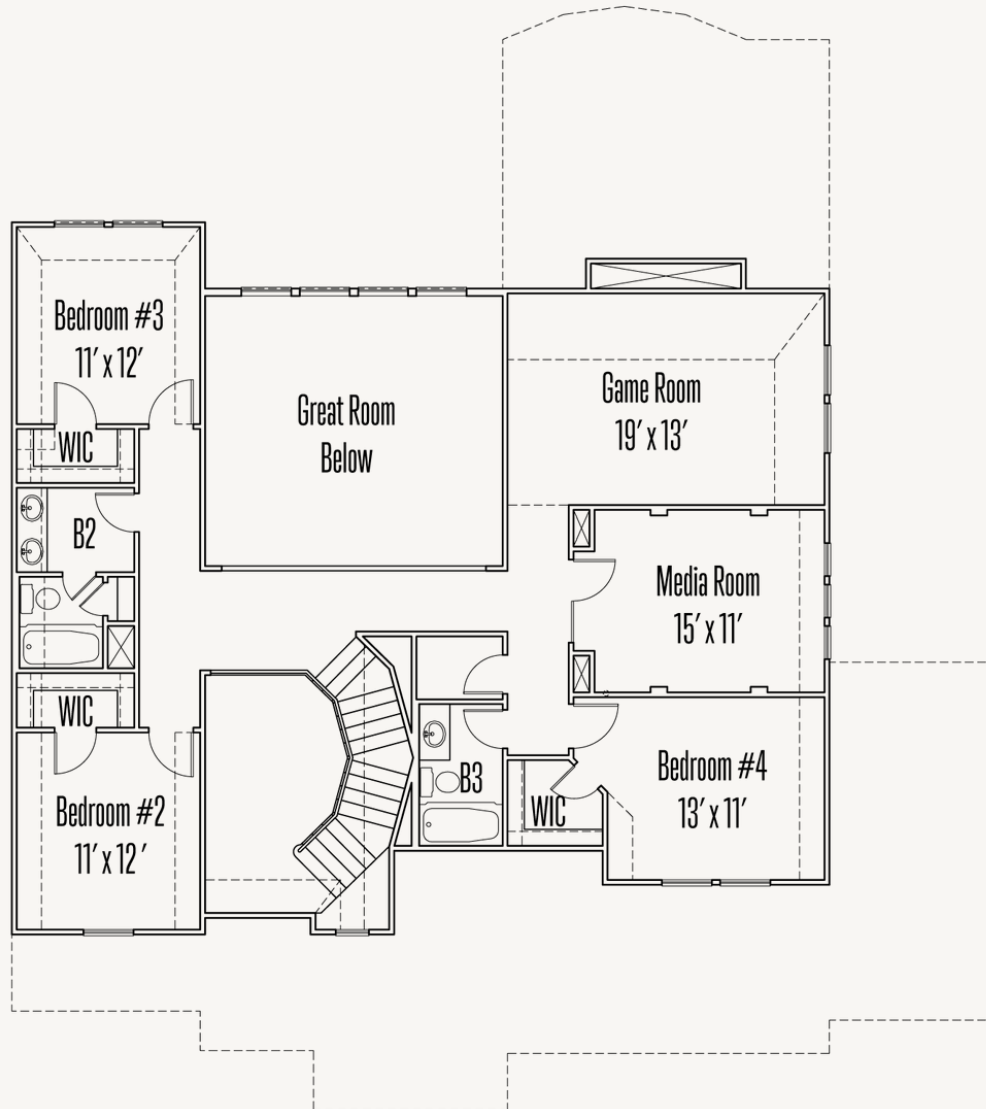 Bedroom #3
11' x 12'
WIC
B2
WIC
Bedroom #2
11' x 12'
Great Room
Below
Game Room
19' x 13'
Media Room
15' x 11'
B3
WIC
Bedroom #4
13' x 11'